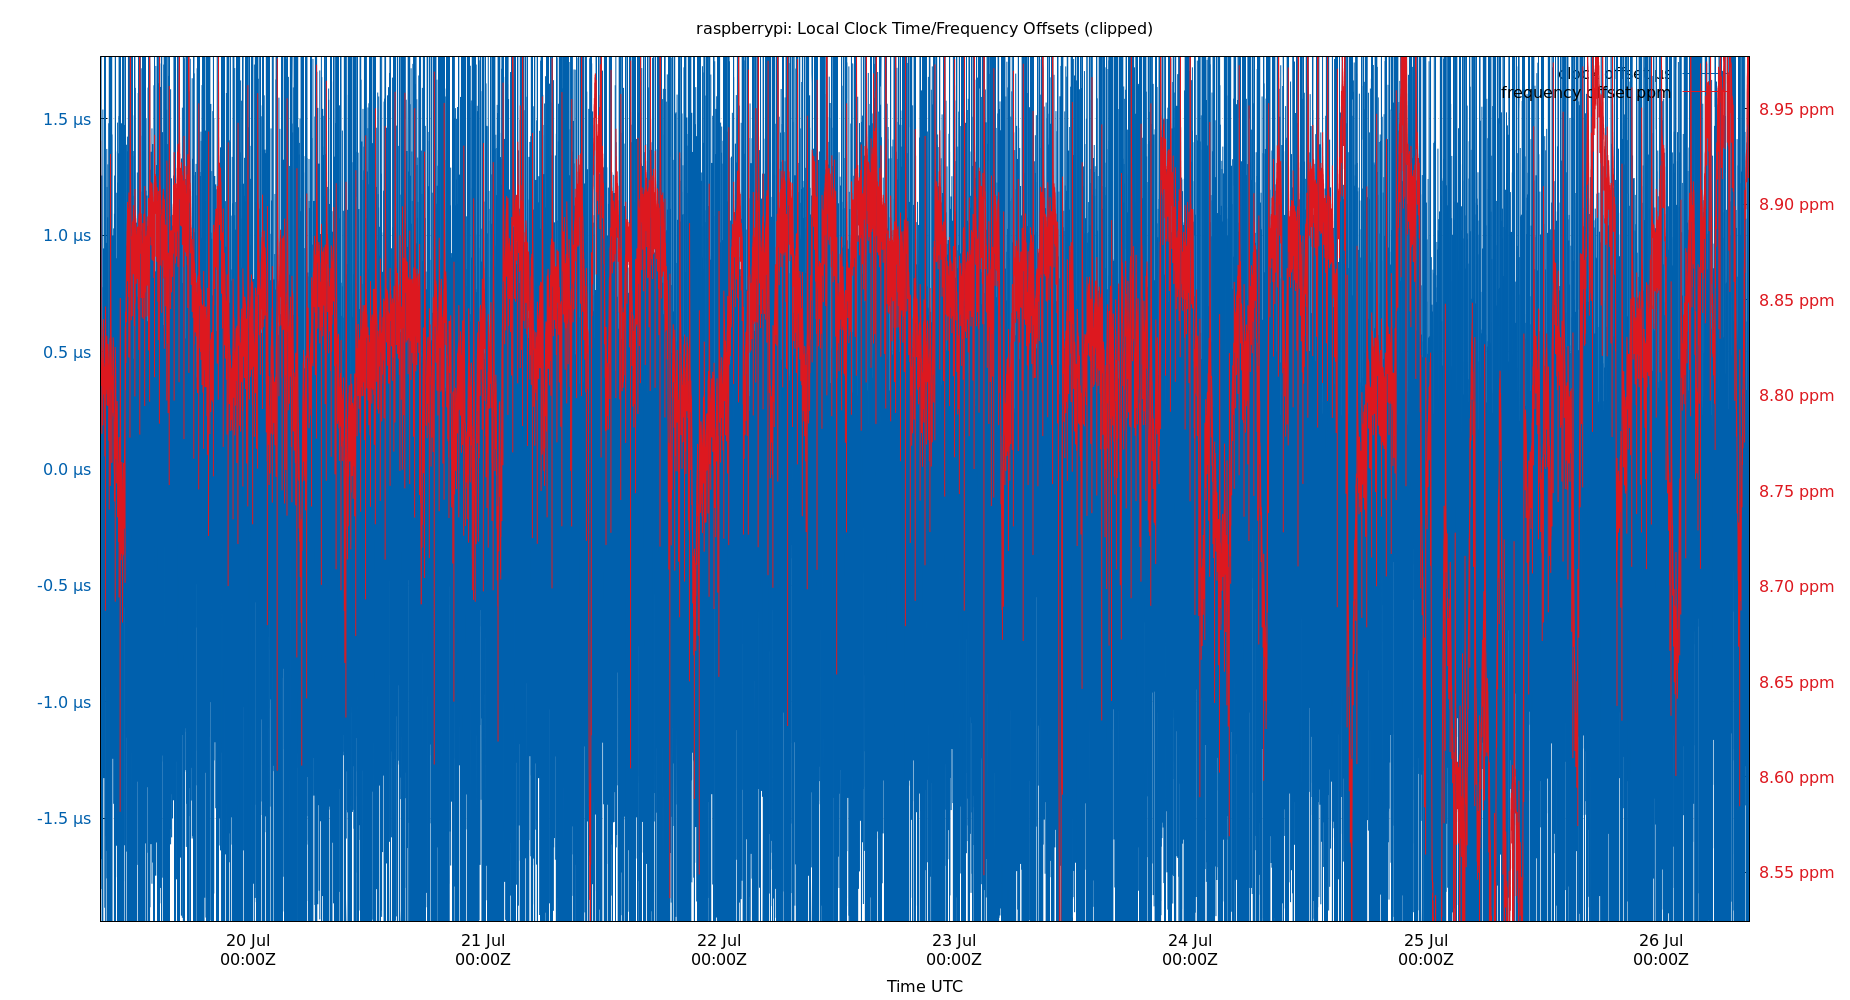 raspberrypi: Local Clock Time/Frequency Offsets (clipped)
clock offset µs
frequency offset ppm
1.5 µs
1.0 µs
0.5 µs
0.0 µs
-0.5 µs
-1.0 µs
-1.5 µs
8.95 ppm
8.90 ppm
8.85 ppm
8.80 ppm
8.75 ppm
8.70 ppm
8.65 ppm
8.60 ppm
8.55 ppm
20 Jul 21 Jul 22 Jul 23 Jul 24 Jul 25 Jul 26 Jul
00:00Z 00:00Z 00:00Z 00:00Z 00:00Z 00:00Z 00:00Z
Time UTC